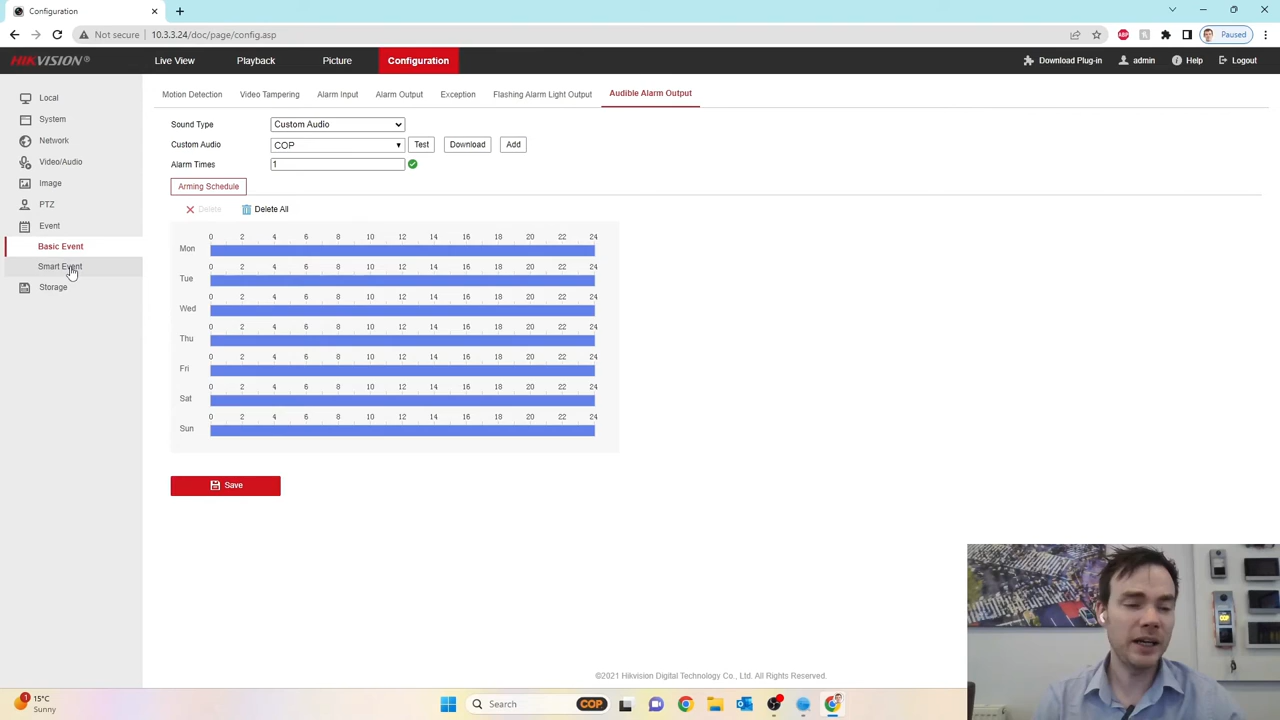 Configuration
Not secure 10.3.3.24/doc/page/config.asp ABP Paused
HIKVISION® Live View Playback Picture Configuration Download Plug-in admin Help Logout
Local
System
Network
Video/Audio
Image
PTZ
Event
Basic Event
Smart Event
Storage
Motion Detection Video Tampering Alarm Input Alarm Output Exception Flashing Alarm Light Output Audible Alarm Output
Sound Type Custom Audio
Custom Audio COP Test Download Add
Alarm Times 1
Arming Schedule
Delete Delete All
0 2 4 6 8 10 12 14 16 18 20 22 24
Mon
0 2 4 6 8 10 12 14 16 18 20 22 24
Tue
0 2 4 6 8 10 12 14 16 18 20 22 24
Wed
0 2 4 6 8 10 12 14 16 18 20 22 24
Thu
0 2 4 6 8 10 12 14 16 18 20 22 24
Fri
0 2 4 6 8 10 12 14 16 18 20 22 24
Sat
0 2 4 6 8 10 12 14 16 18 20 22 24
Sun
Save
COP
©2021 Hikvision Digital Technology Co., Ltd. All Rights Reserved.
1 15°C
Sunny
Search COP